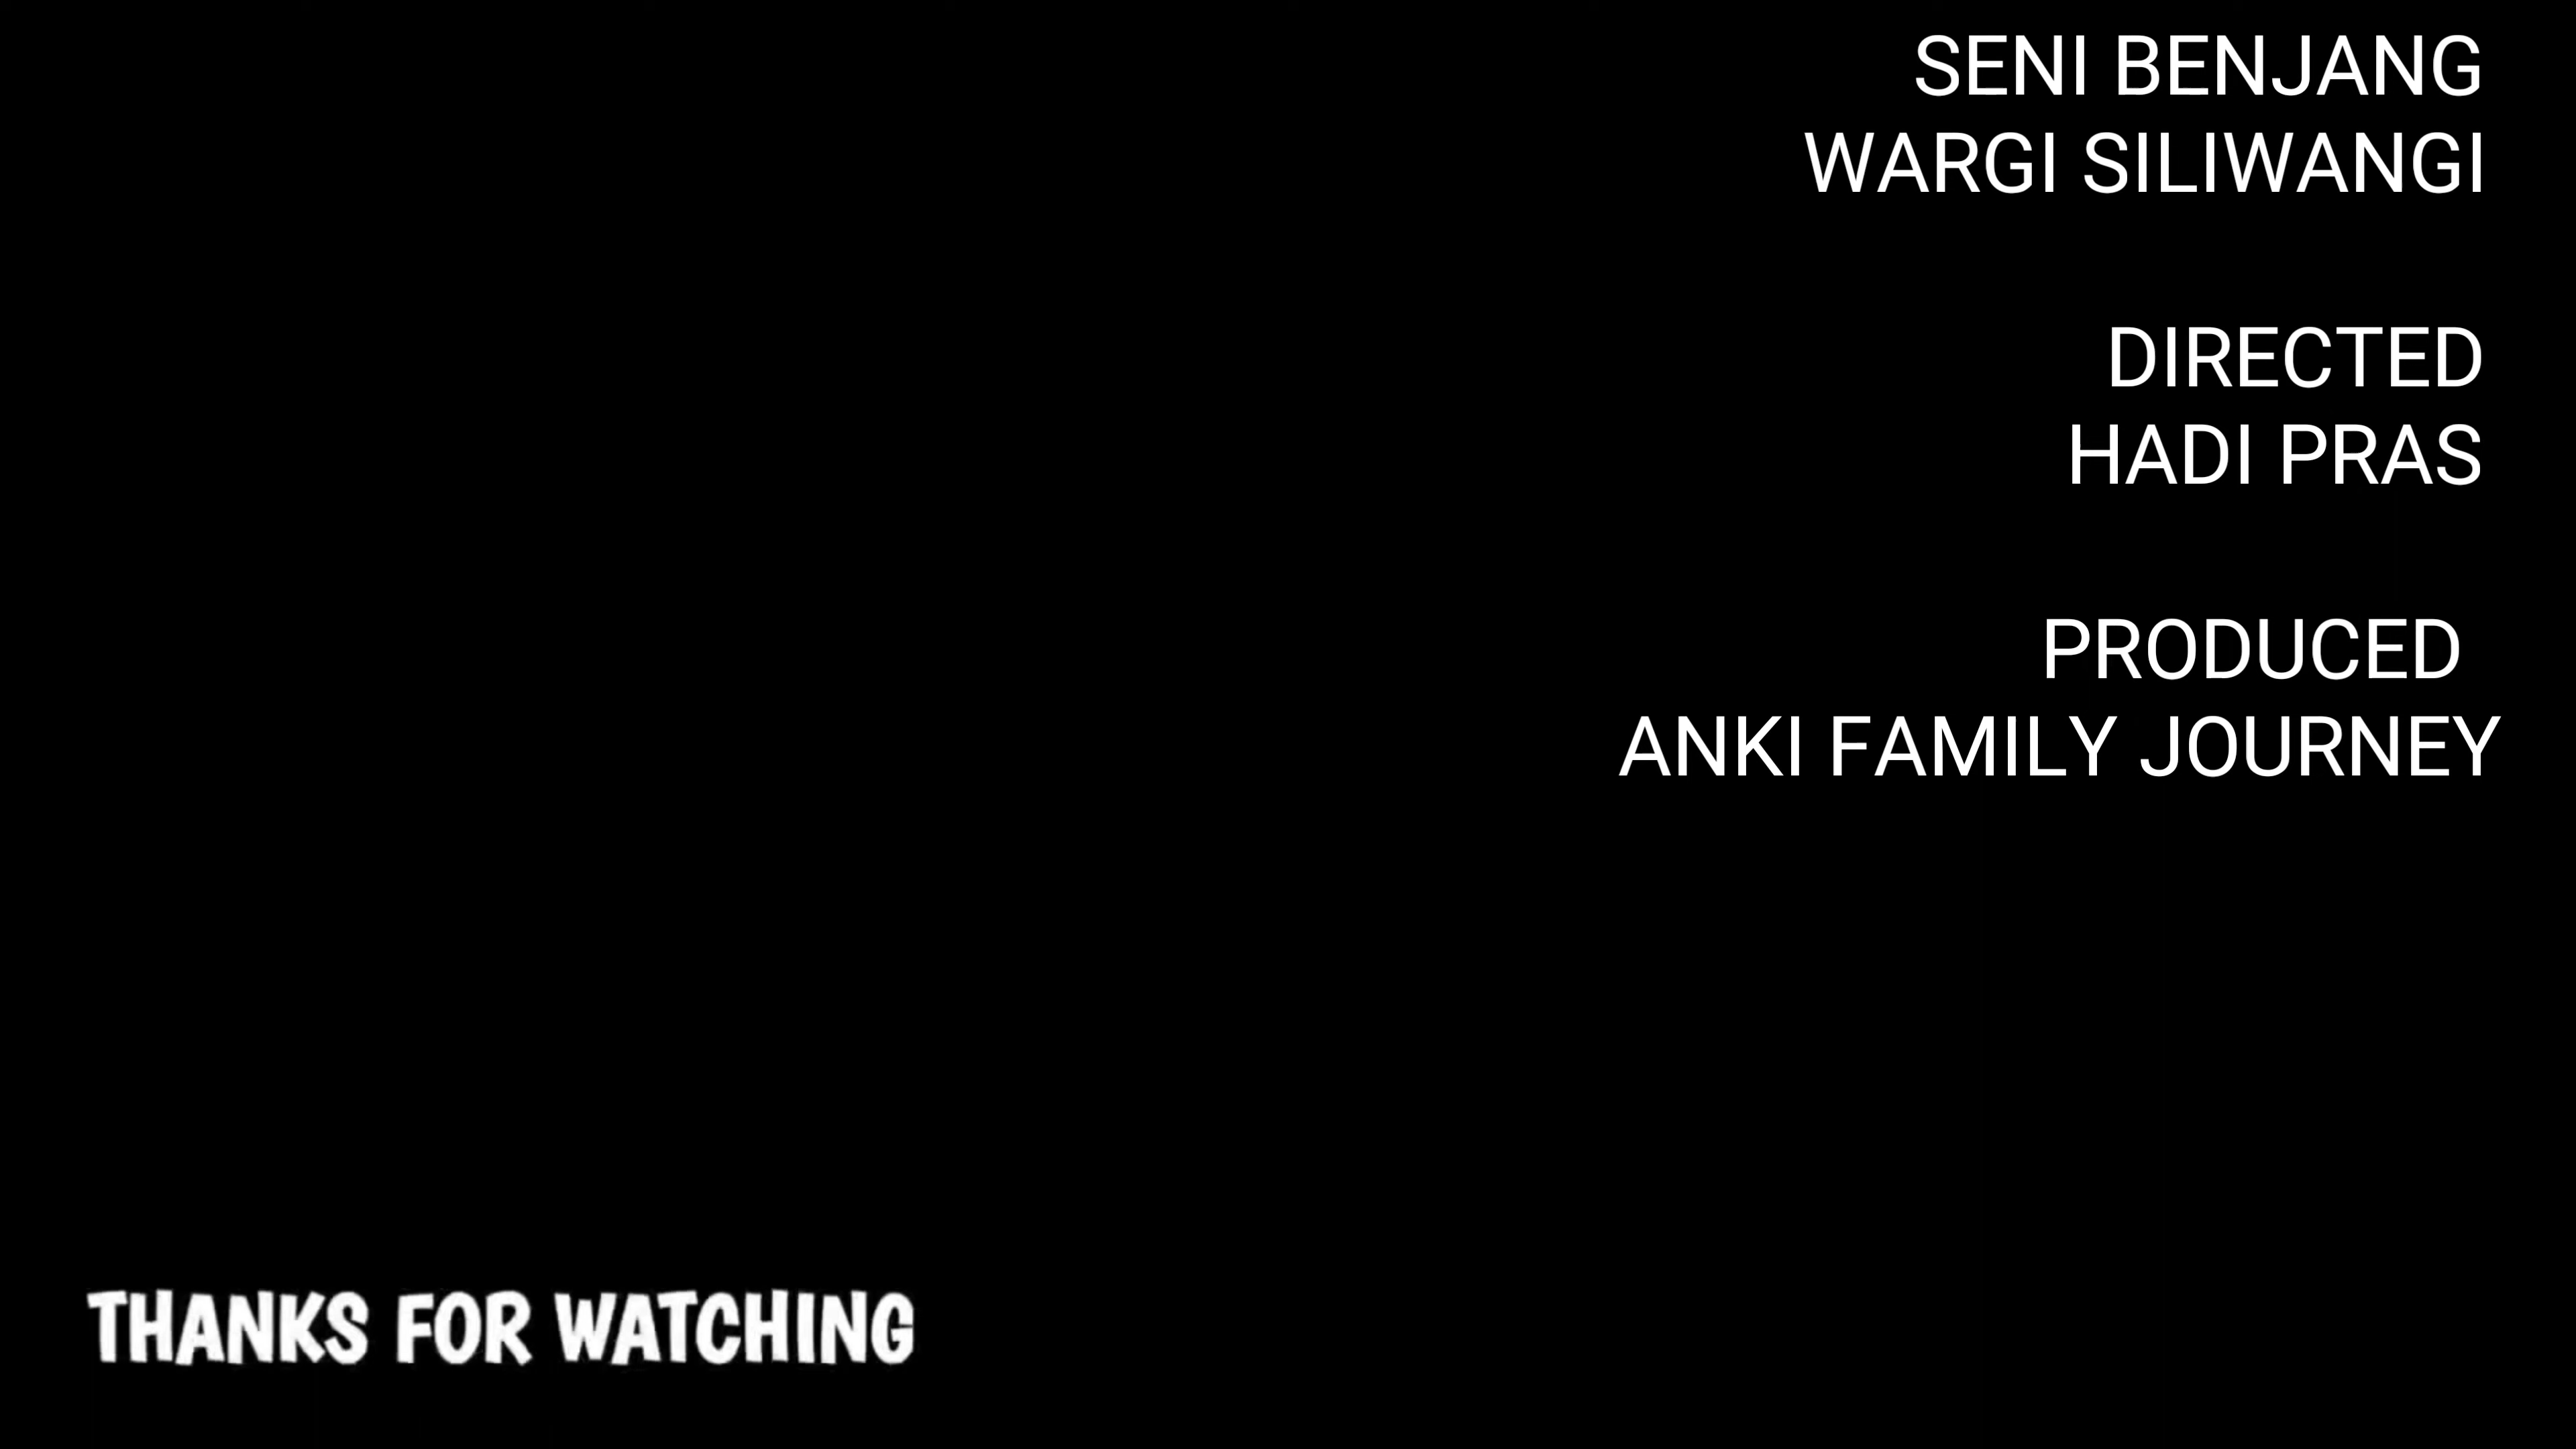 SENI BENJANG
WARGI SILIWANGI
DIRECTED
HADI PRAS
PRODUCED
ANKI FAMILY JOURNEY
THANKS FOR WATCHING